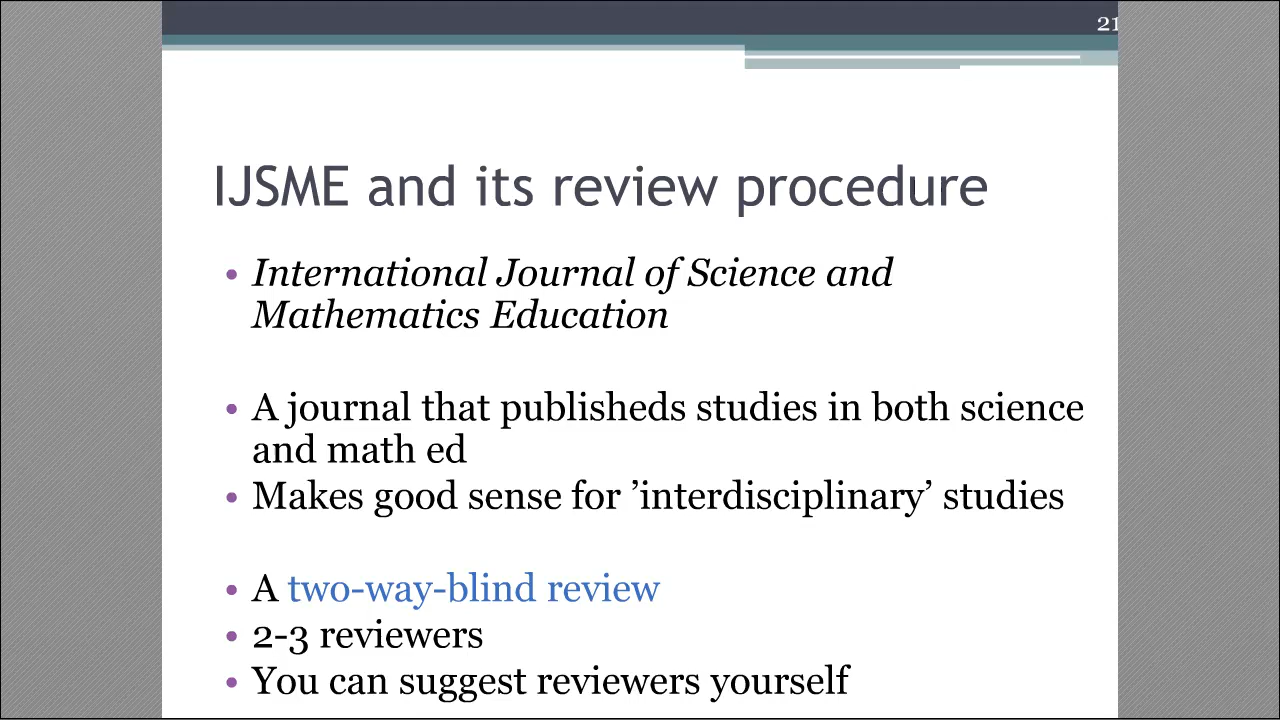 21
IJSME and its review procedure
• International Journal of Science and
Mathematics Education
• A journal that publisheds studies in both science
and math ed
• Makes good sense for ’interdisciplinary’ studies
• A two-way-blind review
• 2-3 reviewers
• You can suggest reviewers yourself